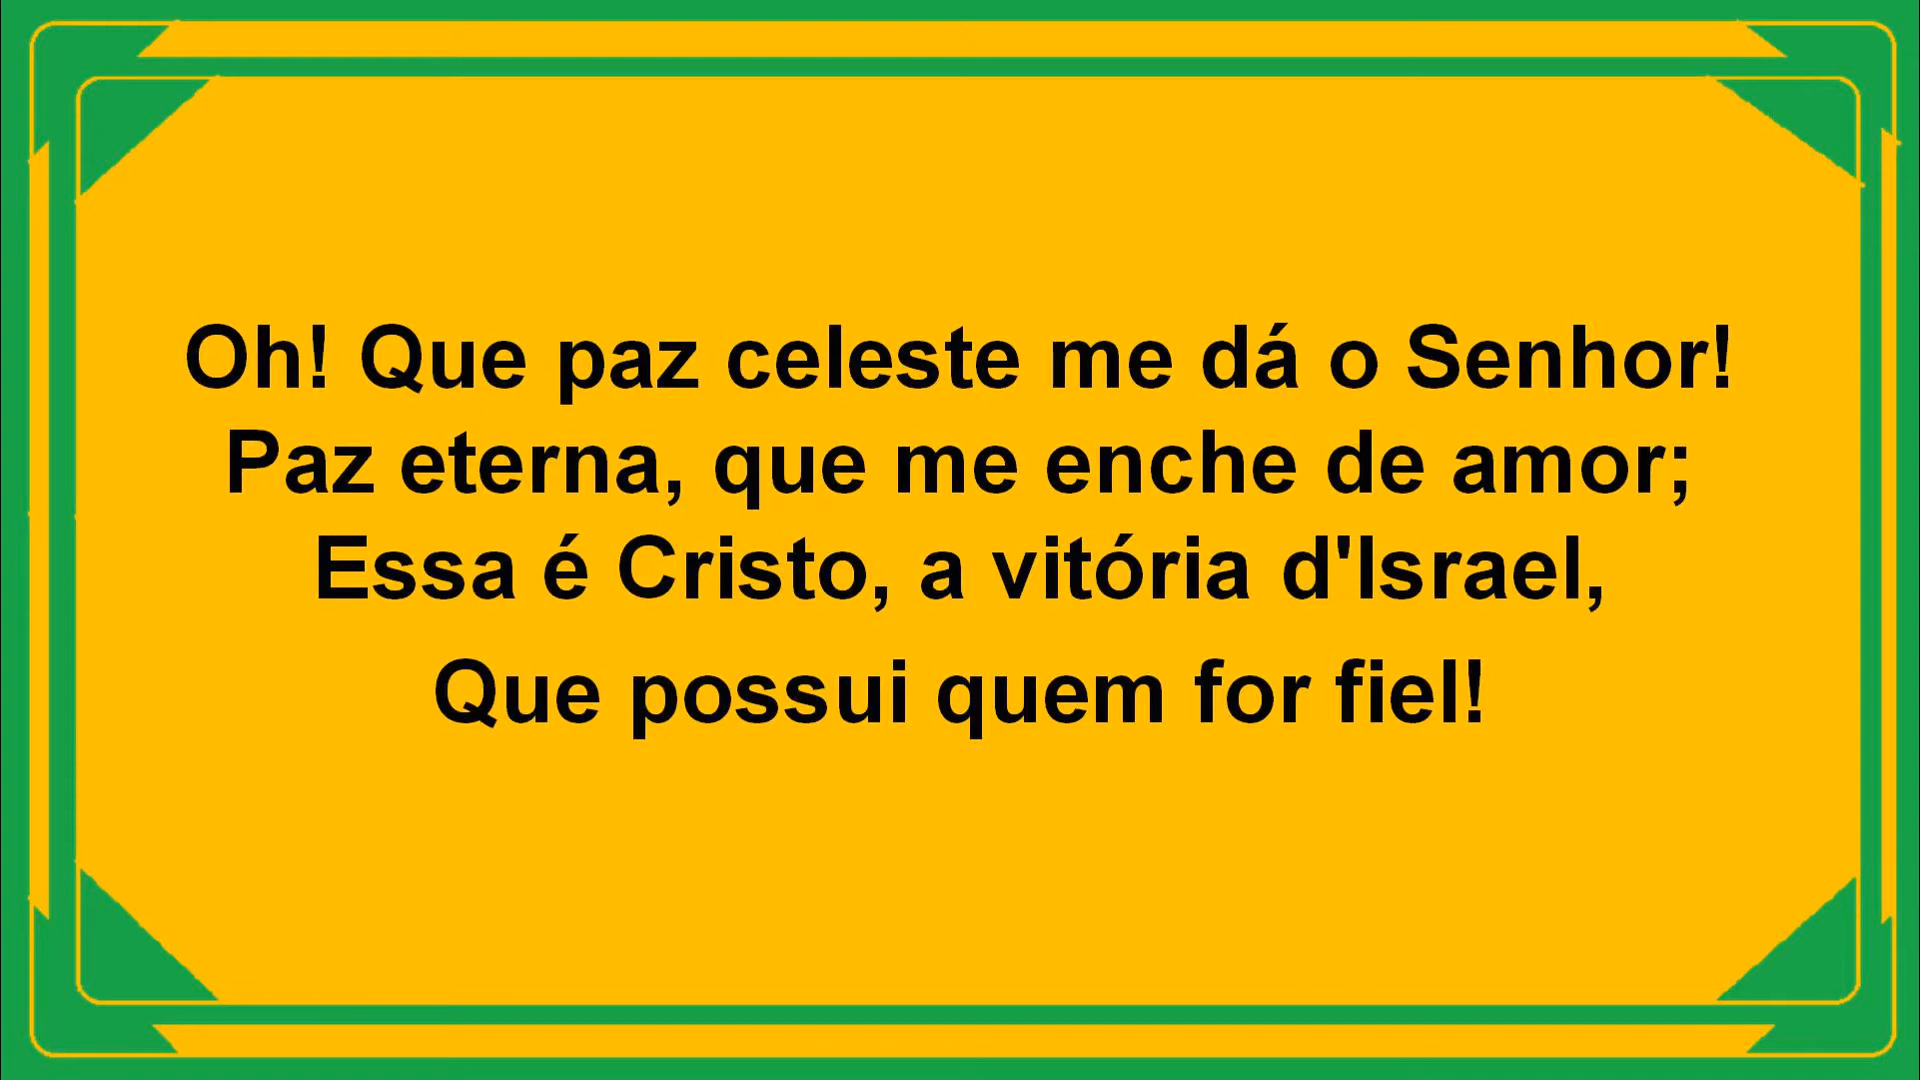 Oh! Que paz celeste me dá o Senhor!
Paz eterna, que me enche de amor;
Essa é Cristo, a vitória d'Israel,
Que possui quem for fiel!